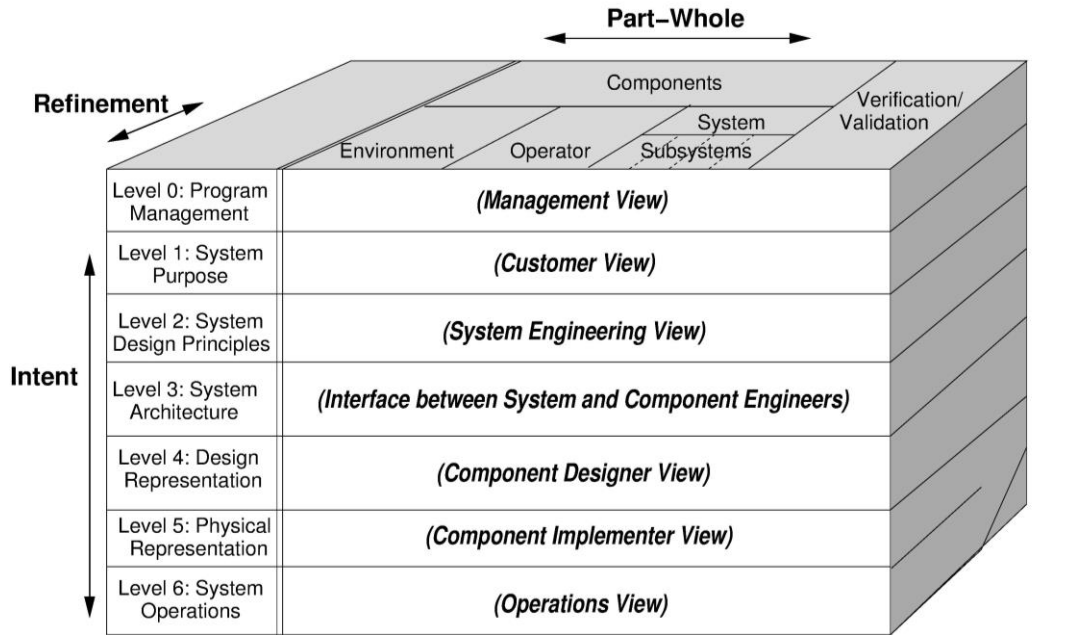 Part–Whole
Refinement
Components
Verification/
Validation
System
Environment
Operator
Subsystems
Level 0: Program
Management
(Management View)
Level 1: System
Purpose
(Customer View)
Level 2: System
Design Principles
(System Engineering View)
Intent
Level 3: System
Architecture
(Interface between System and Component Engineers)
Level 4: Design
Representation
(Component Designer View)
Level 5: Physical
Representation
(Component Implementer View)
Level 6: System
Operations
(Operations View)